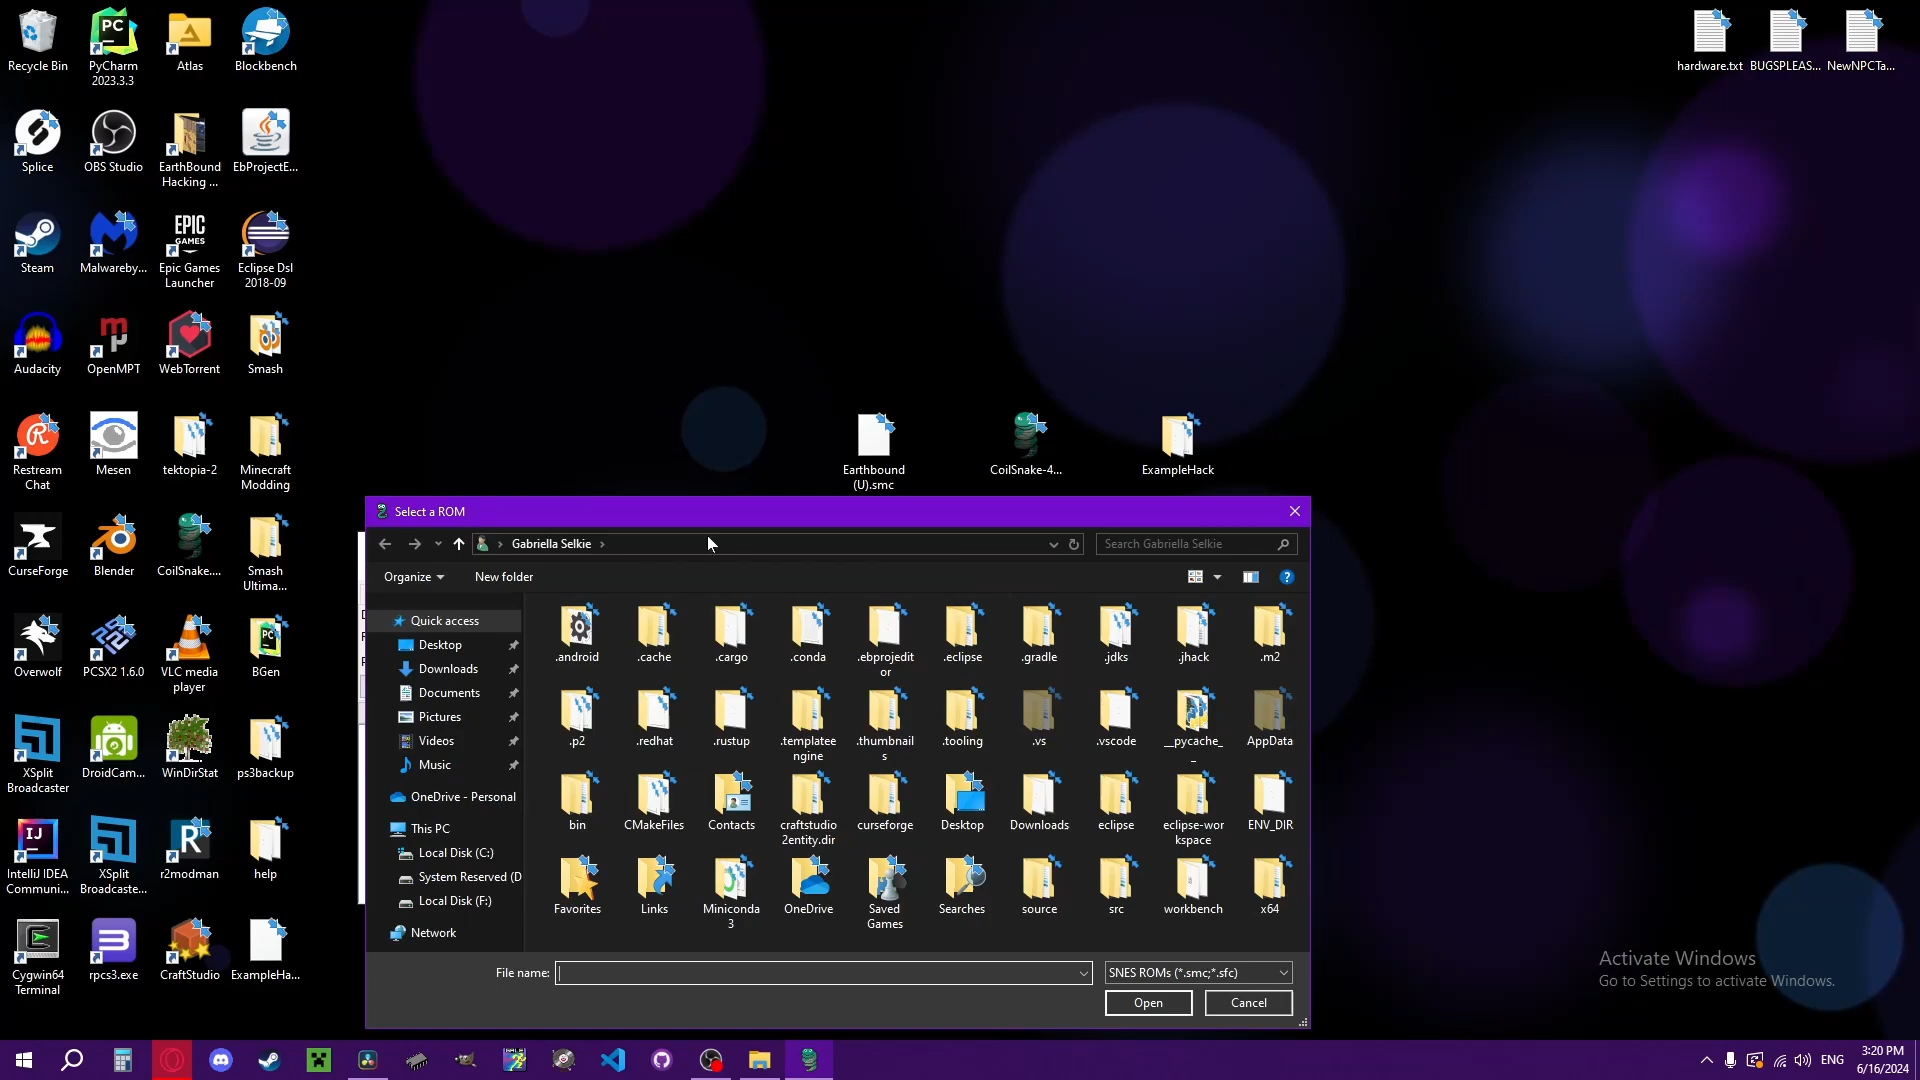 Recycle Bin
PyCharm
2023.3.3
Atlas
Blockbench
hardware.txt
BUGSPLEAS...
NewNPCTa...
Splice
OBS Studio
EarthBound
Hacking ...
EbProjectE...
Steam
Malwareby...
EPIC
GAMES
Epic Games
Launcher
Eclipse Dsl
2018-09
Audacity
OpenMPT
WebTorrent
Smash
Restream
Chat
Mesen
tektopia-2
Minecraft
Modding
Earthbound
(U).smc
CoilSnake-4...
ExampleHack
CurseForge
Blender
CoilSnake....
Smash
Ultima...
Overwolf
PCSX2 1.6.0
VLC media
player
BGen
XSplit
Broadcaster
DroidCam...
WinDirStat
ps3backup
IntelliJ IDEA
Communi...
XSplit
Broadcaste...
r2modman
help
Cygwin64
Terminal
rpcs3.exe
CraftStudio
ExampleHa...
Select a ROM
Gabriella Selkie
Search Gabriella Selkie
Organize
New folder
Quick access
Desktop
Downloads
Documents
Pictures
Videos
Music
OneDrive - Personal
This PC
Local Disk (C:)
System Reserved (D
Local Disk (F:)
Network
.android
.cache
.cargo
.conda
.ebprojedit
or
.eclipse
.gradle
.jdks
.jhack
.m2
.p2
.redhat
.rustup
.templatee
ngine
.thumbnail
s
.tooling
.vs
.vscode
__pycache_
_
AppData
bin
CMakeFiles
Contacts
craftstudio
2entity.dir
curseforge
Desktop
Downloads
eclipse
eclipse-wor
kspace
ENV_DIR
Favorites
Links
Miniconda
3
OneDrive
Saved
Games
Searches
source
src
workbench
x64
File name:
SNES ROMs (*.smc;*.sfc)
Open
Cancel
Activate Windows
Go to Settings to activate Windows.
ENG
3:20 PM
6/16/2024